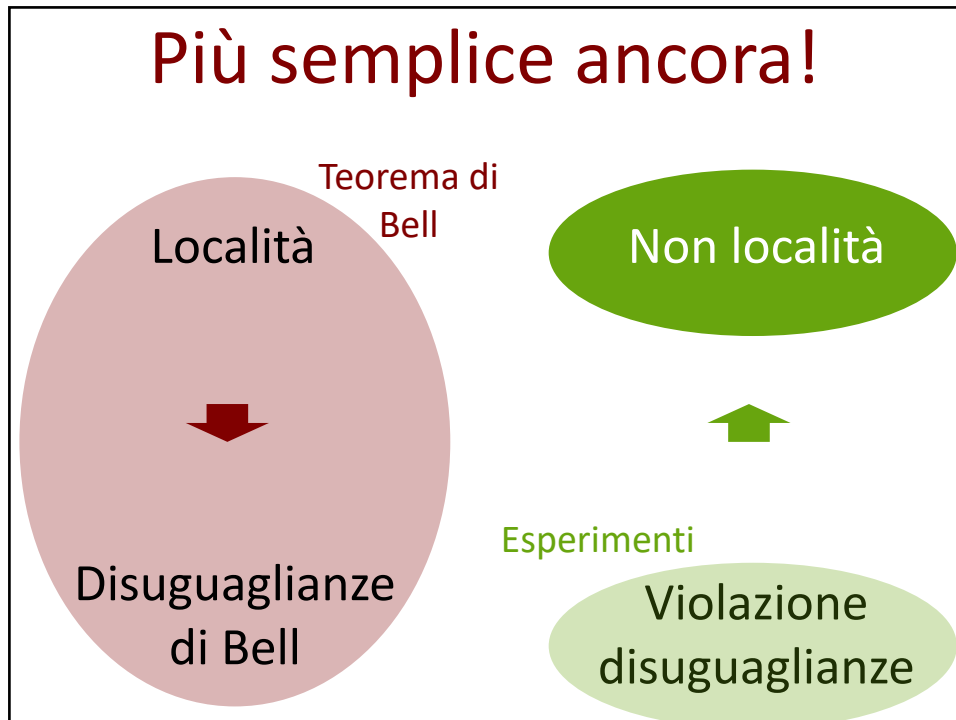 Più semplice ancora!
Teorema di
Bell
Località
Non località
Esperimenti
Disuguaglianze
di Bell
Violazione
disuguaglianze